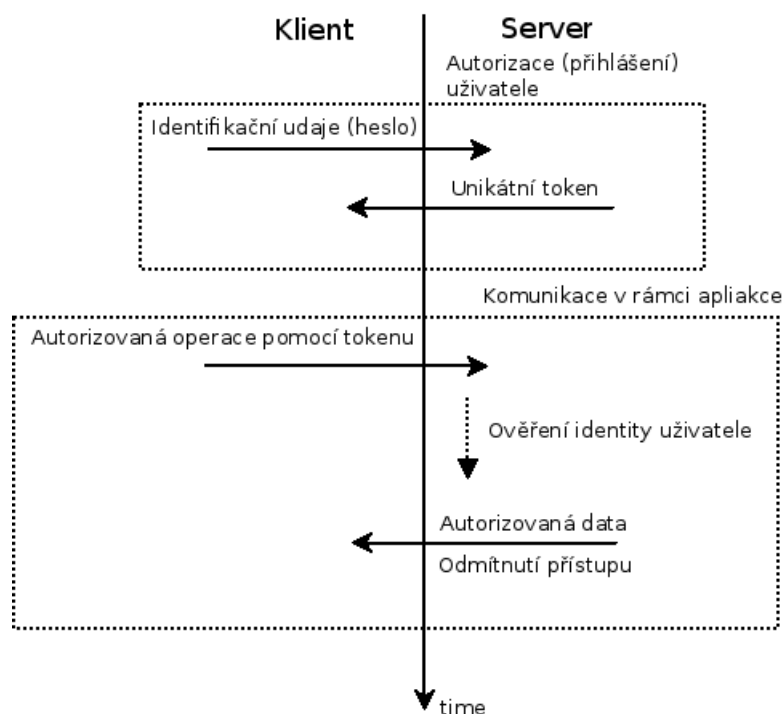 Klient
Server
Autorizace (přihlášení)
uživatele
Identifikační udaje (heslo)
Unikátní token
Komunikace v rámci apliakce
Autorizovaná operace pomocí tokenu
Ověření identity uživatele
Autorizovaná data
Odmítnutí přístupu
time